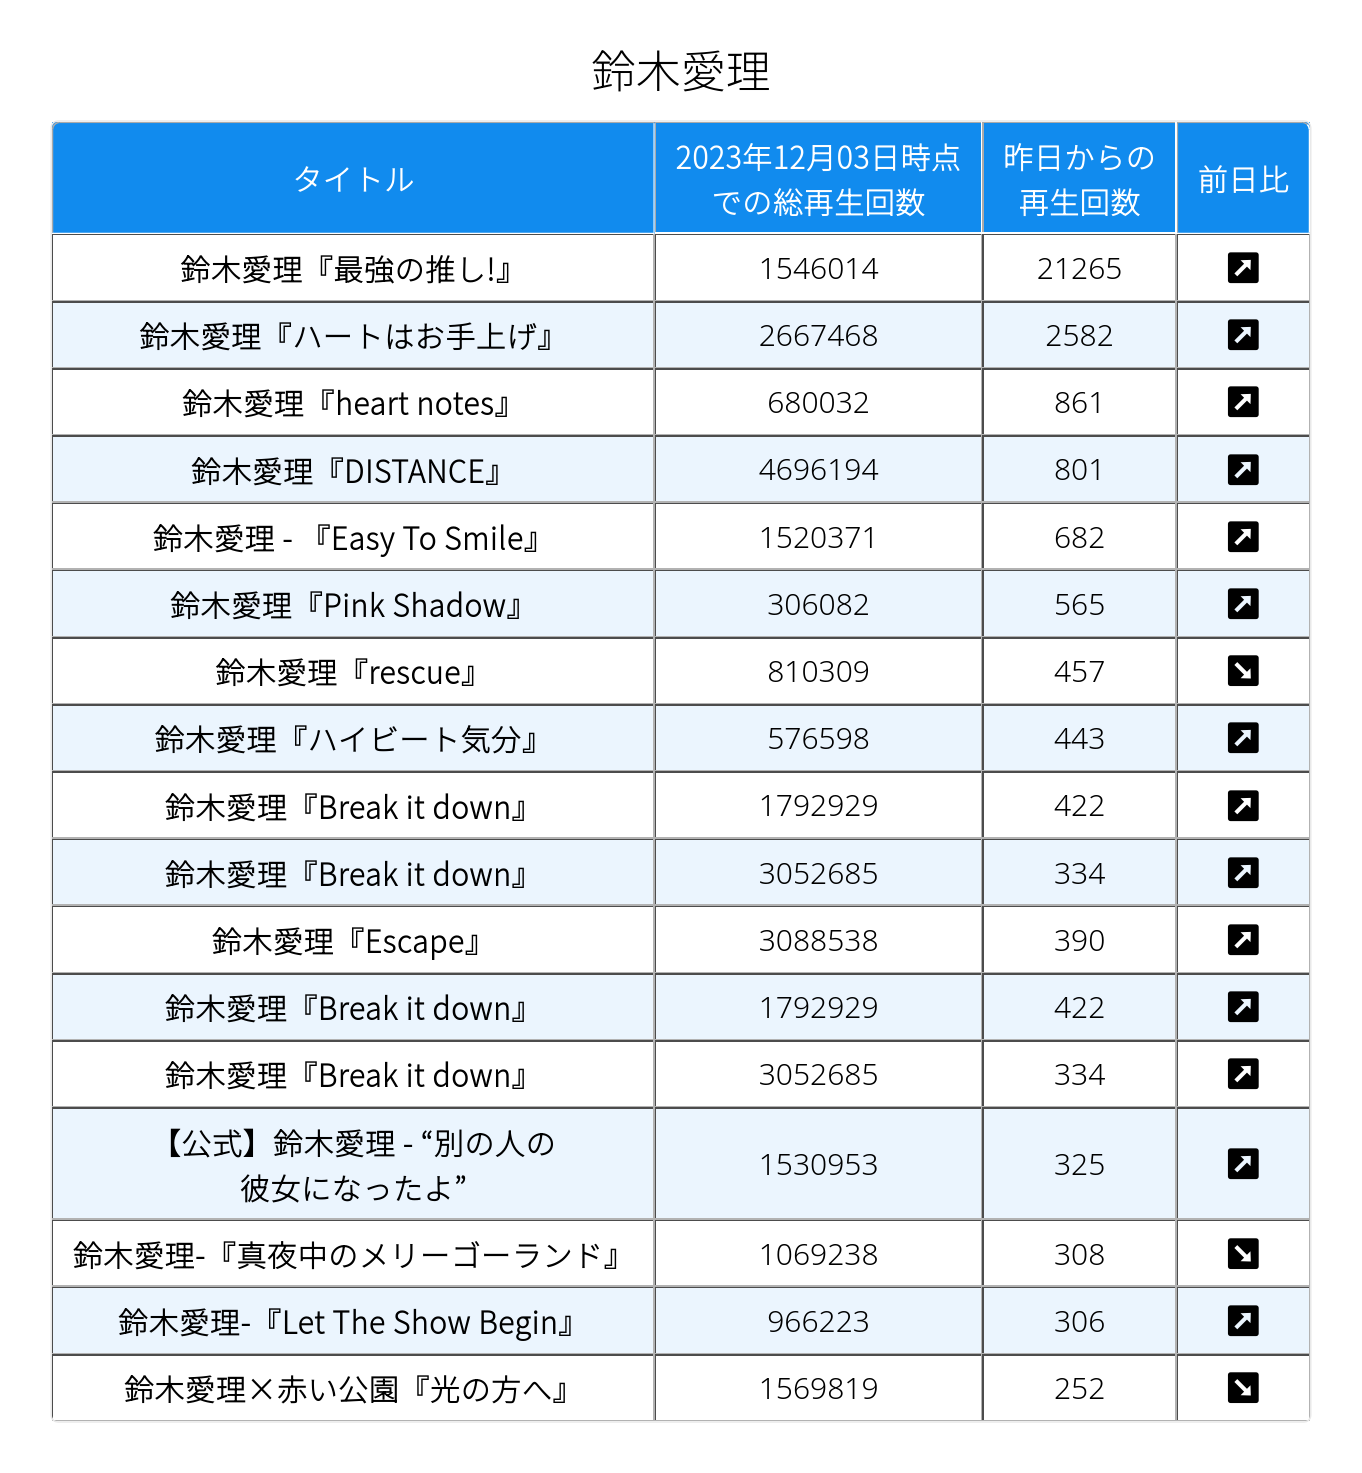 鈴木愛理
タイトル 2023年12月03日時点での総再生回数 昨日からの再生回数 前日比
鈴木愛理『最強の推し!』 1546014 21265 ↗
鈴木愛理『ハートはお手上げ』 2667468 2582 ↗
鈴木愛理『heart notes』 680032 861 ↗
鈴木愛理『DISTANCE』 4696194 801 ↗
鈴木愛理 - 『Easy To Smile』 1520371 682 ↗
鈴木愛理『Pink Shadow』 306082 565 ↗
鈴木愛理『rescue』 810309 457 ↘
鈴木愛理『ハイビート気分』 576598 443 ↗
鈴木愛理『Break it down』 1792929 422 ↗
鈴木愛理『Break it down』 3052685 334 ↗
鈴木愛理『Escape』 3088538 390 ↗
鈴木愛理『Break it down』 1792929 422 ↗
鈴木愛理『Break it down』 3052685 334 ↗
【公式】鈴木愛理 - “別の人の彼女になったよ” 1530953 325 ↗
鈴木愛理-『真夜中のメリーゴーランド』 1069238 308 ↘
鈴木愛理-『Let The Show Begin』 966223 306 ↗
鈴木愛理×赤い公園『光の方へ』 1569819 252 ↘